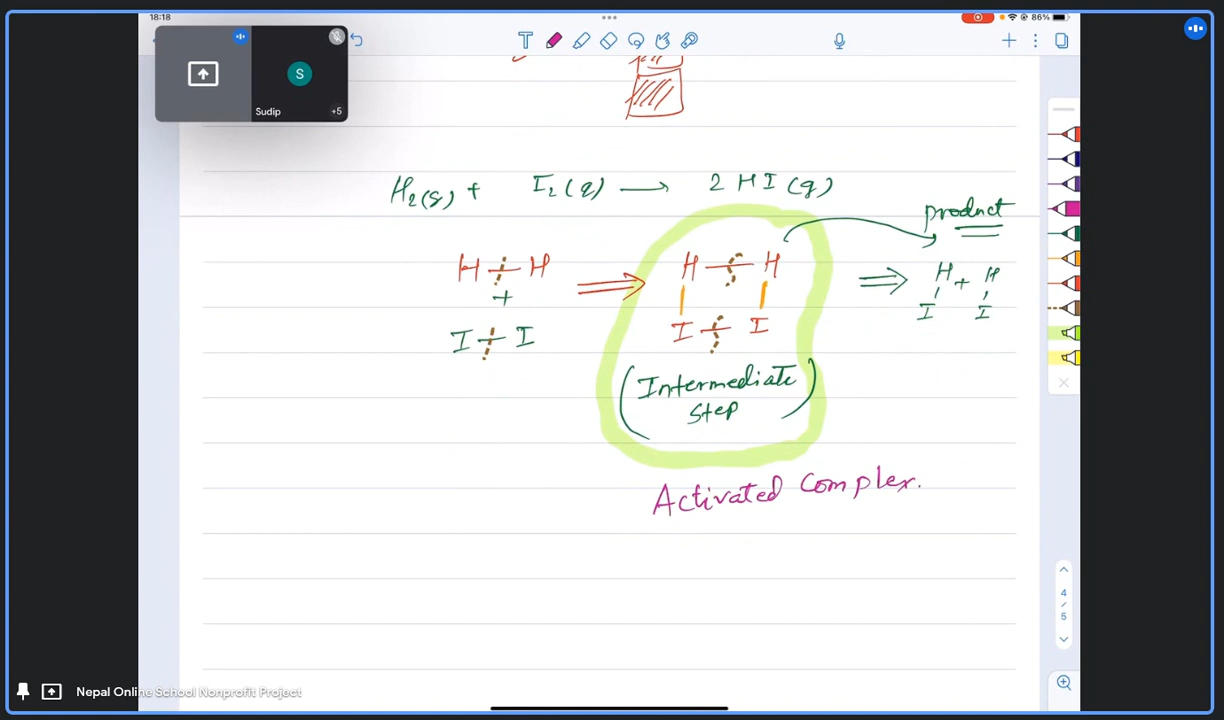 18:18
86%
S
Sudip
+5
T
H2(g) + I2(g) → 2 HI(g)
product
H — H
+
I — I
⇒
H — H
I — I
⇒
H + H
I I
(Intermediate
step)
Activated Complex.
4
/
5
Nepal Online School Nonprofit Project